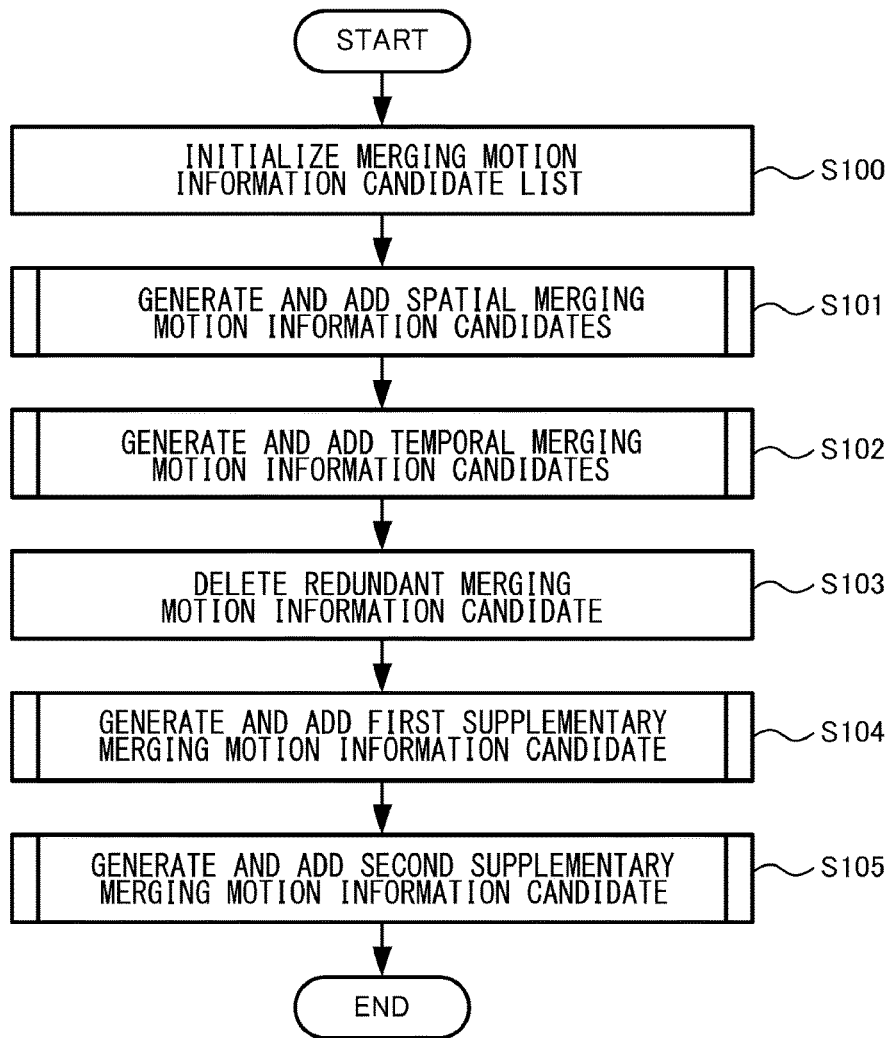 START
INITIALIZE MERGING MOTION
INFORMATION CANDIDATE LIST
S100
GENERATE AND ADD SPATIAL MERGING
MOTION INFORMATION CANDIDATES
S101
GENERATE AND ADD TEMPORAL MERGING
MOTION INFORMATION CANDIDATES
S102
DELETE REDUNDANT MERGING
MOTION INFORMATION CANDIDATE
S103
GENERATE AND ADD FIRST SUPPLEMENTARY
MERGING MOTION INFORMATION CANDIDATE
S104
GENERATE AND ADD SECOND SUPPLEMENTARY
MERGING MOTION INFORMATION CANDIDATE
S105
END